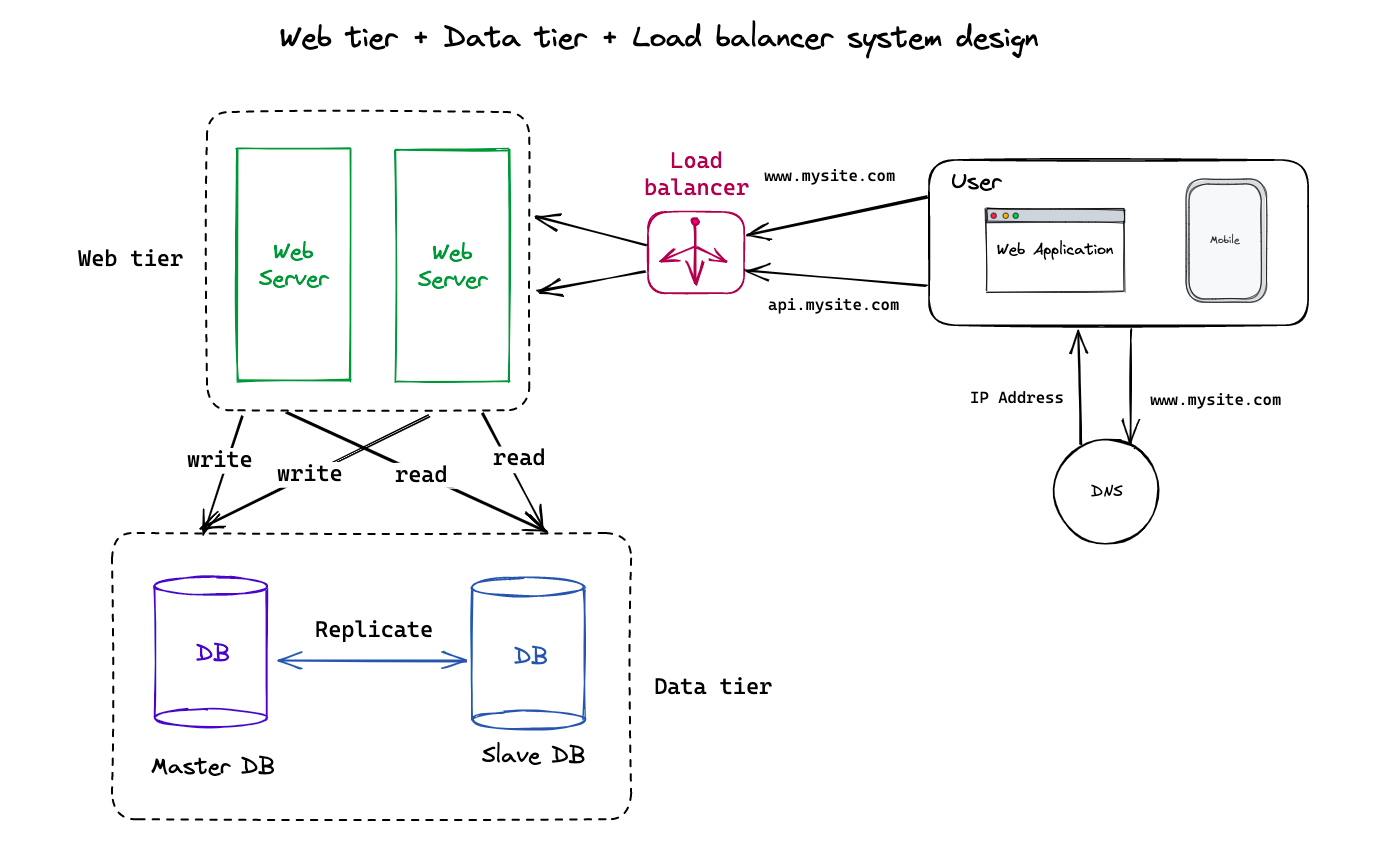 Web tier + Data tier + Load balancer system design
Load
balancer
www.mysite.com
User
Web Application
Mobile
Web tier
Web
Server
Web
Server
api.mysite.com
IP Address
www.mysite.com
DNS
write
write
read
read
Replicate
DB
DB
Data tier
Master DB
Slave DB